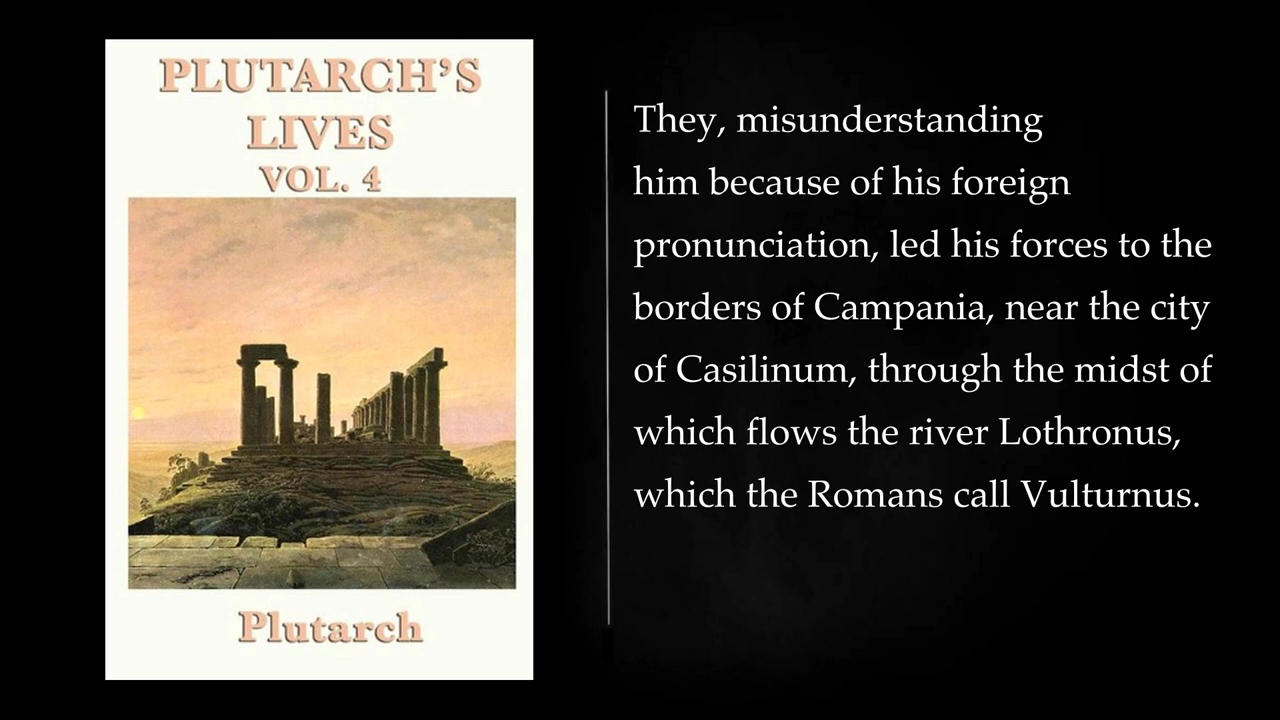 PLUTARCH'S
LIVES
VOL. 4
Plutarch
They, misunderstanding
him because of his foreign
pronunciation, led his forces to the
borders of Campania, near the city
of Casilinum, through the midst of
which flows the river Lothronus,
which the Romans call Vulturnus.